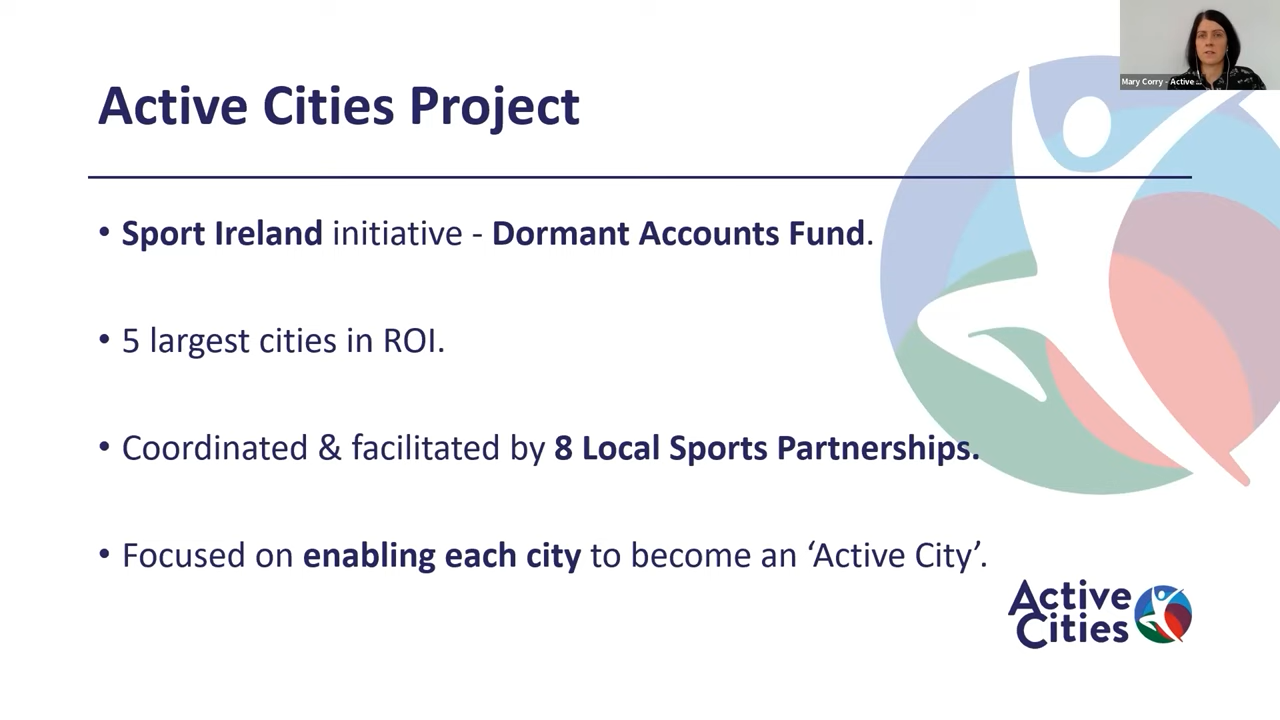 Mary Corry - Active ...
Active Cities Project
• Sport Ireland initiative - Dormant Accounts Fund.
• 5 largest cities in ROI.
• Coordinated & facilitated by 8 Local Sports Partnerships.
• Focused on enabling each city to become an ‘Active City’.
Active
Cities